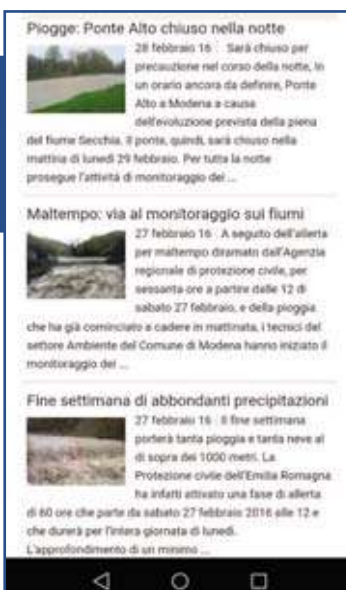 Piogge: Ponte Alto chiuso nella notte
28 febbraio 16 : Sarà chiuso per
precauzione nel corso della notte, in
un orario ancora da definire, Ponte
Alto a Modena a causa
dell'evoluzione prevista della piena
del fiume Secchia. Il ponte, quindi, sarà chiuso nella
mattina di lunedì 29 febbraio. Per tutta la notte
prosegue l'attività di monitoraggio dei ...
Maltempo: via al monitoraggio sui fiumi
27 febbraio 16 : A seguito dell'allerta
per maltempo diramato dall'Agenzia
regionale di protezione civile, per
sessanta ore a partire dalle 12 di
sabato 27 febbraio, e della pioggia
che ha già cominciato a cadere in mattinata, i tecnici del
settore Ambiente del Comune di Modena hanno iniziato il
monitoraggio dei ...
Fine settimana di abbondanti precipitazioni
27 febbraio 16 : Il fine settimana
porterà tanta pioggia e tanta neve al
di sopra dei 1000 metri. La
Protezione civile dell'Emilia Romagna
ha infatti attivato una fase di allerta
di 60 ore che parte da sabato 27 febbraio 2016 alle 12 e
che durerà per l'intera giornata di lunedì.
L'approfondimento di un minimo ...